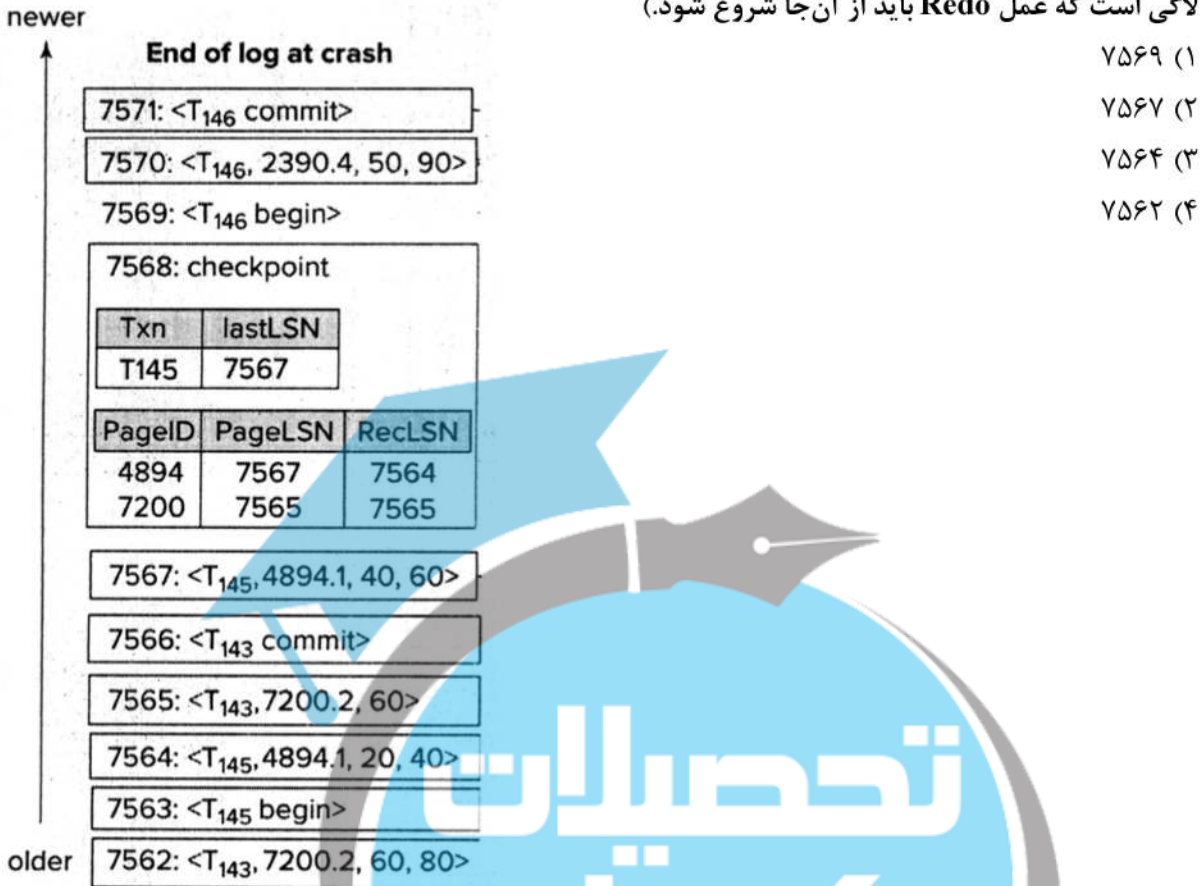 لاگی است که عمل Redo باید از آن‌جا شروع شود.)
۱) ۷۵۶۹
۲) ۷۵۶۷
۳) ۷۵۶۴
۴) ۷۵۶۲
newer
End of log at crash
7571: <T146 commit>
7570: <T146, 2390.4, 50, 90>
7569: <T146 begin>
7568: checkpoint
Txn lastLSN
T145 7567
PageID PageLSN RecLSN
4894 7567 7564
7200 7565 7565
7567: <T145, 4894.1, 40, 60>
7566: <T143 commit>
7565: <T143, 7200.2, 60>
7564: <T145, 4894.1, 20, 40>
7563: <T145 begin>
older 7562: <T143, 7200.2, 60, 80>
تحصیلات